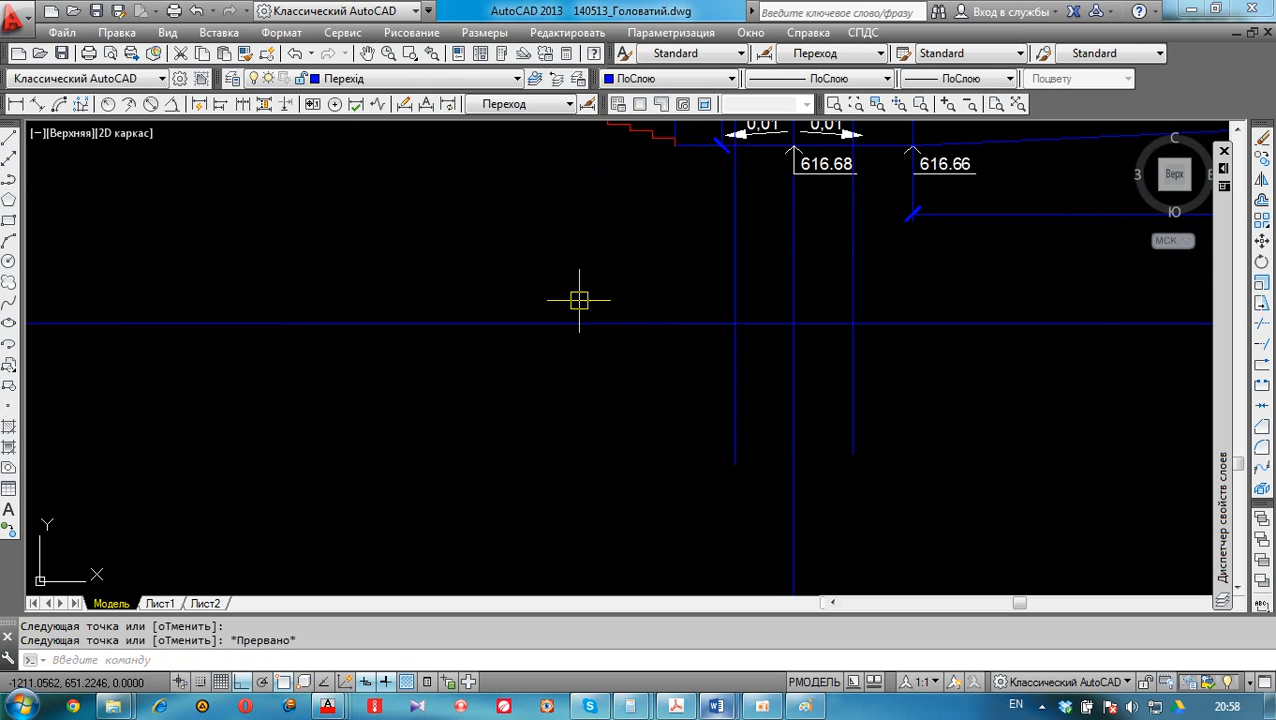 Классический AutoCAD
AutoCAD 2013 140513_Головатий.dwg
Введите ключевое слово/фразу
Вход в службы
Файл Правка Вид Вставка Формат Сервис Рисование Размеры Редактировать Параметризация Окно Справка СПДС
Standard Переход Standard Standard
Классический AutoCAD Перехід ПоСлою ПоСлою ПоСлою Поцвету
Переход
[−]Верхняя][2D каркас]
0,01 0,01
616.68 616.66
С
З Верх В
Ю
МСК
Диспетчер свойств слоев
Y
X
Модель Лист1 Лист2
Следующая точка или [оТменить]:
Следующая точка или [оТменить]: *Прервано*
Введите команду
-1211.0562, 651.2246, 0.0000
РМОДЕЛЬ 1:1 Классический AutoCAD
EN 20:58